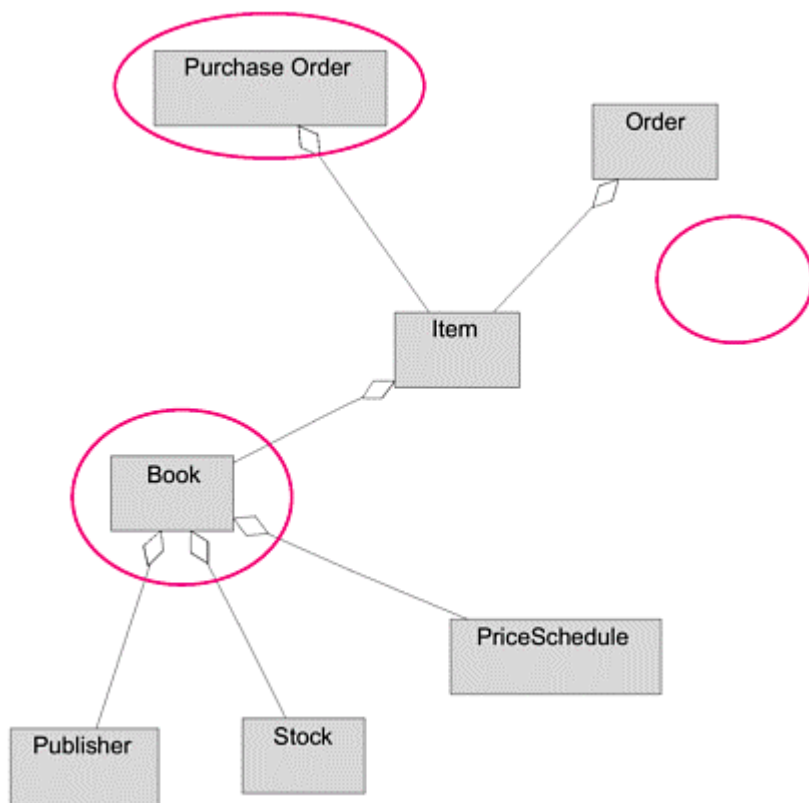 Purchase Order
Order
Item
Book
PriceSchedule
Stock
Publisher